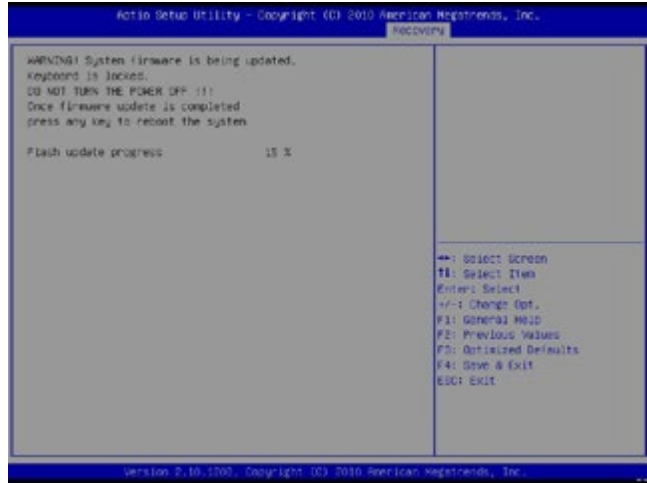 Aptio Setup Utility - Copyright (C) 2010 American Megatrends, Inc.
Recovery
WARNING! System firmware is being updated.
Keyboard is locked.
DO NOT TURN THE POWER OFF !!!
Once firmware update is completed
press any key to reboot the system
Flash update progress 15 %
↔: Select Screen
↑↓: Select Item
Enter: Select
+/-: Change Opt.
F1: General Help
F2: Previous Values
F3: Optimized Defaults
F4: Save & Exit
ESC: Exit
Version 2.10.1208. Copyright (C) 2010 American Megatrends, Inc.